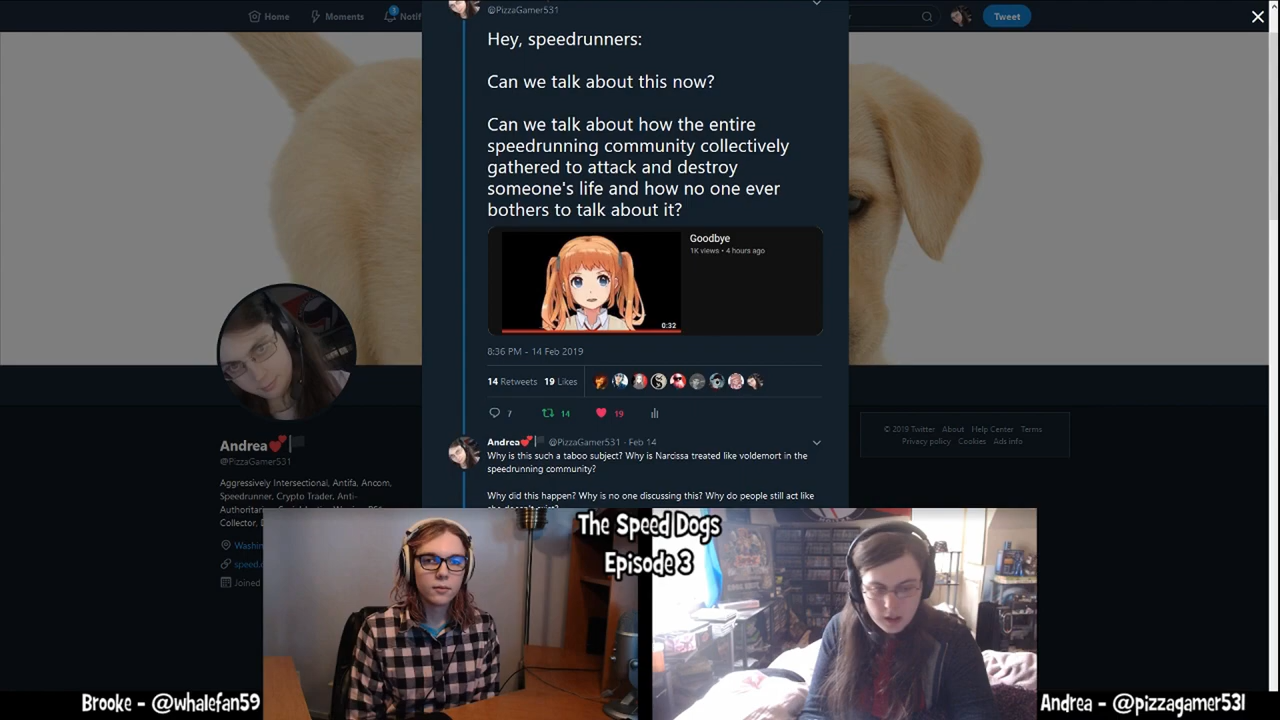 Home
Moments
Tweet
@PizzaGamer531
Hey, speedrunners:
Can we talk about this now?
Can we talk about how the entire
speedrunning community collectively
gathered to attack and destroy
someone's life and how no one ever
bothers to talk about it?
Goodbye
1K views • 4 hours ago
0:32
8:36 PM - 14 Feb 2019
14 Retweets 19 Likes
7 14 19
Andrea @PizzaGamer531 · Feb 14
Why is this such a taboo subject? Why is Narcissa treated like voldemort in the
speedrunning community?
Why did this happen? Why is no one discussing this? Why do people still act like
Andrea
@PizzaGamer531
Aggressively Intersectional, Antifa, Ancom,
Speedrunner, Crypto Trader, Anti-
Collector,
Joined
© 2019 Twitter About Help Center Terms
Privacy policy Cookies Ads info
The Speed Dogs
Episode 3
Brooke - @whalefan59
Andrea - @pizzagamer531